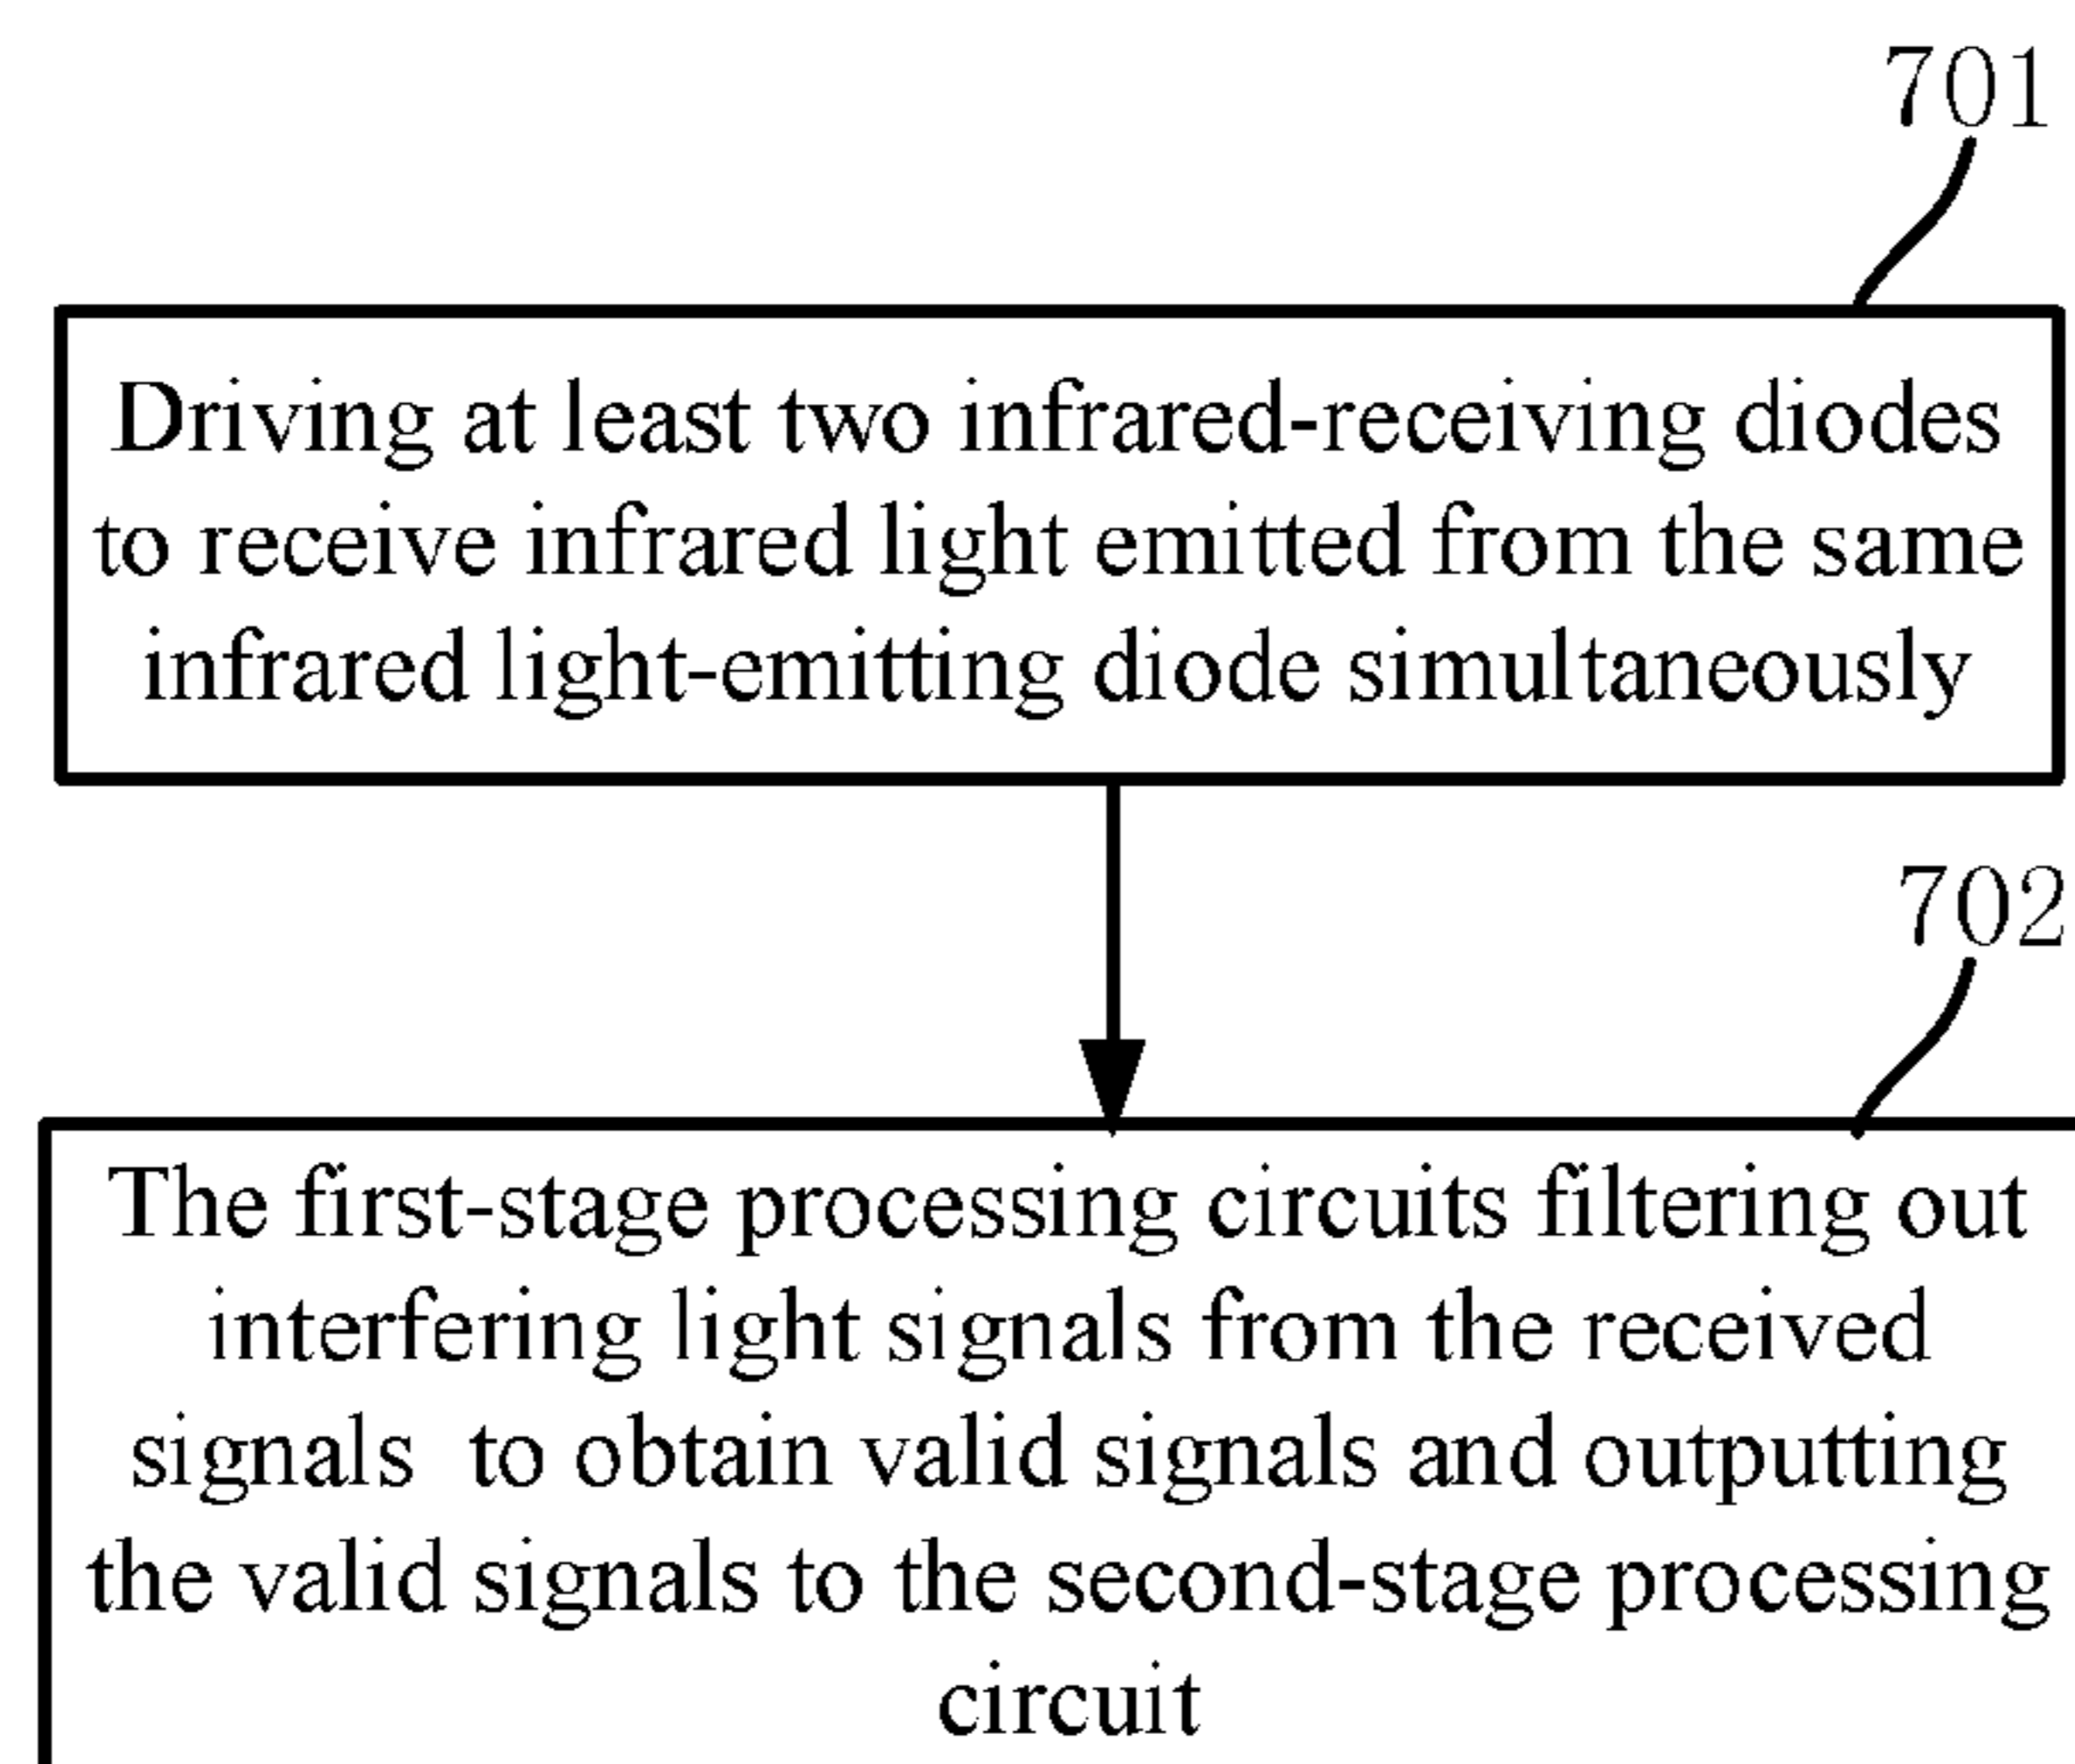 701
Driving at least two infrared-receiving diodes
to receive infrared light emitted from the same
infrared light-emitting diode simultaneously
702
The first-stage processing circuits filtering out
interfering light signals from the received
signals to obtain valid signals and outputting
the valid signals to the second-stage processing
circuit